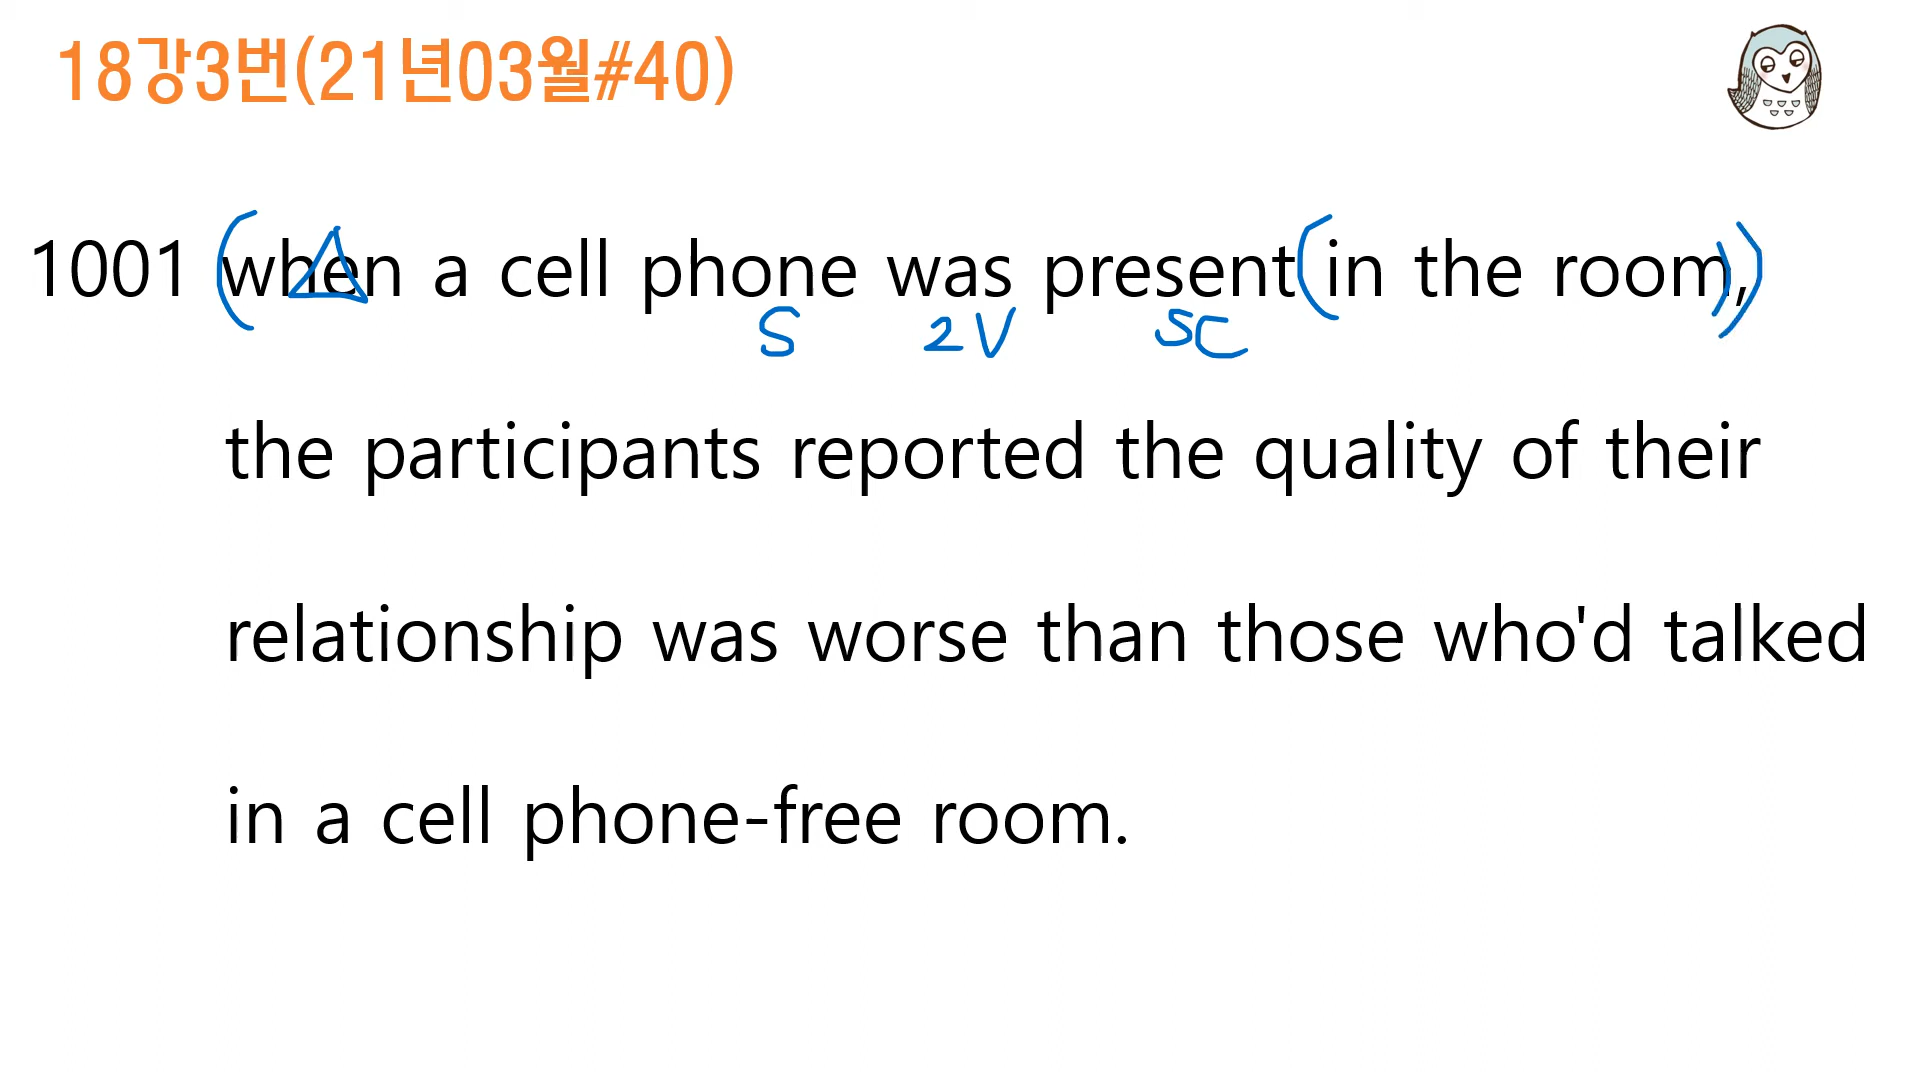 18강3번(21년03월#40)
1001 (when a cell phone was present (in the room,))
S 2V SC
the participants reported the quality of their
relationship was worse than those who'd talked
in a cell phone-free room.